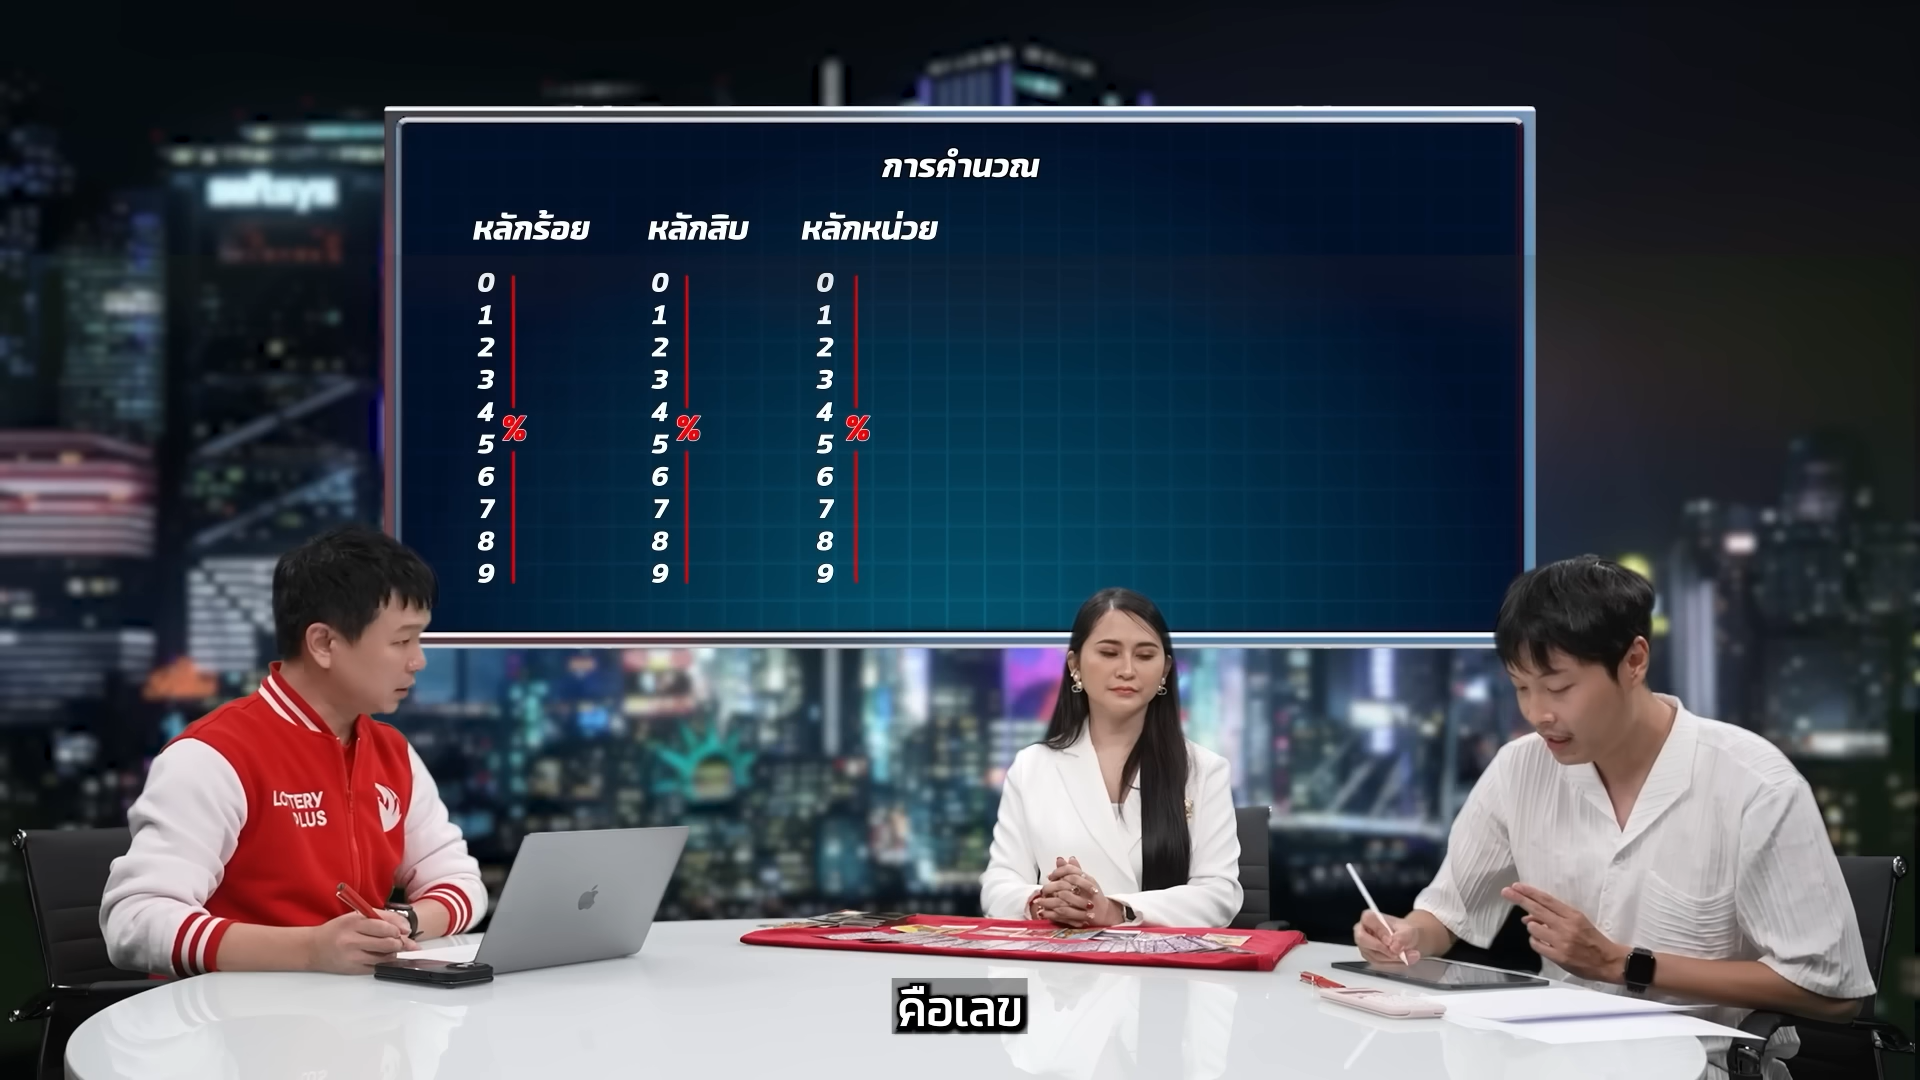 softsys
การคำนวณ
หลักร้อย หลักสิบ หลักหน่วย
0 0 0
1 1 1
2 2 2
3 3 3
4 4 4
% % %
5 5 5
6 6 6
7 7 7
8 8 8
9 9 9
LOTTERY
PLUS
คือเลข